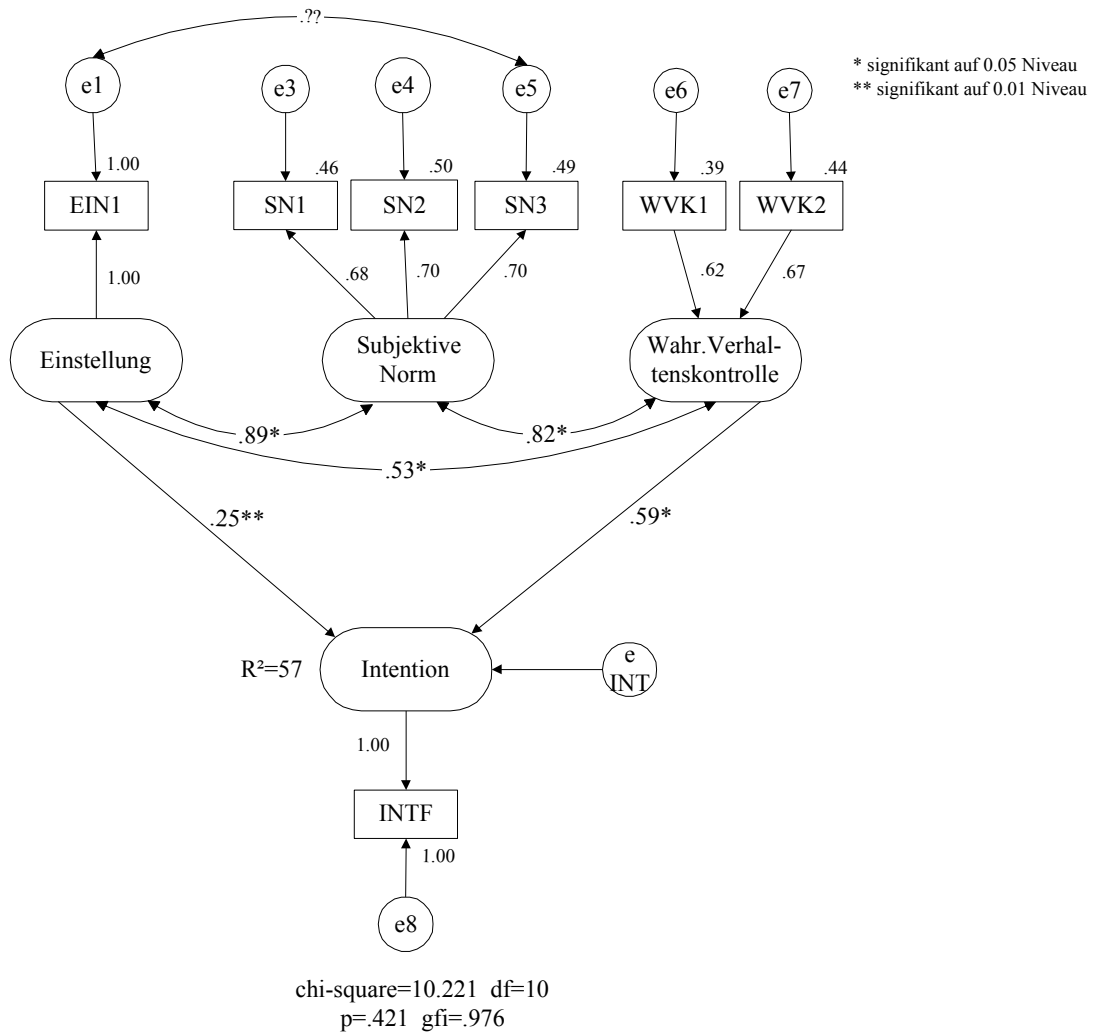 .??
e1
e3
e4
e5
e6
e7
* signifikant auf 0.05 Niveau
** signifikant auf 0.01 Niveau
1.00
.46
.50
.49
.39
.44
EIN1
SN1
SN2
SN3
WVK1
WVK2
1.00
.68
.70
.70
.62
.67
Einstellung
Subjektive
Norm
Wahr.Verhal-
tenskontrolle
.89*
.82*
.53*
.25**
.59*
R²=57
Intention
e
INT
1.00
INTF
1.00
e8
chi-square=10.221 df=10
p=.421 gfi=.976